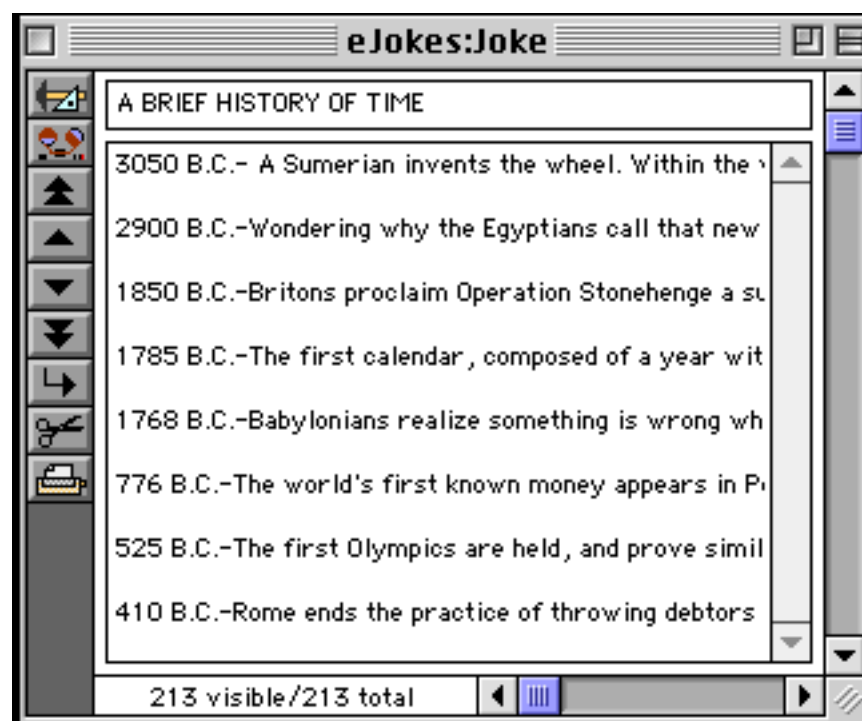 eJokes:Joke
A BRIEF HISTORY OF TIME
3050 B.C.- A Sumerian invents the wheel. Within the
2900 B.C.-Wondering why the Egyptians call that new
1850 B.C.-Britons proclaim Operation Stonehenge a
1785 B.C.-The first calendar, composed of a year wit
1768 B.C.-Babylonians realize something is wrong wh
776 B.C.-The world's first known money appears in
525 B.C.-The first Olympics are held, and prove simil
410 B.C.-Rome ends the practice of throwing debtors
213 visible/213 total